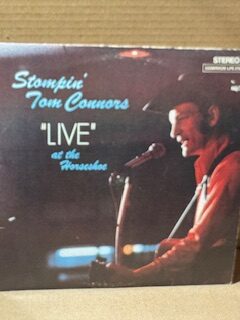 STEREO
Stompin'
Tom Connors
"LIVE"
at the
Horseshoe